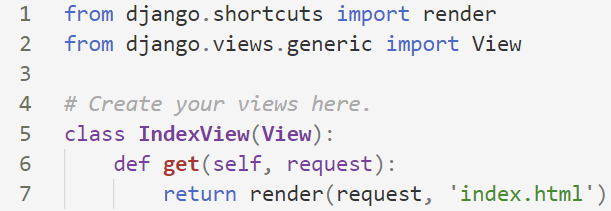 1 from django.shortcuts import render
2 from django.views.generic import View
3
4 # Create your views here.
5 class IndexView(View):
6     def get(self, request):
7         return render(request, 'index.html')